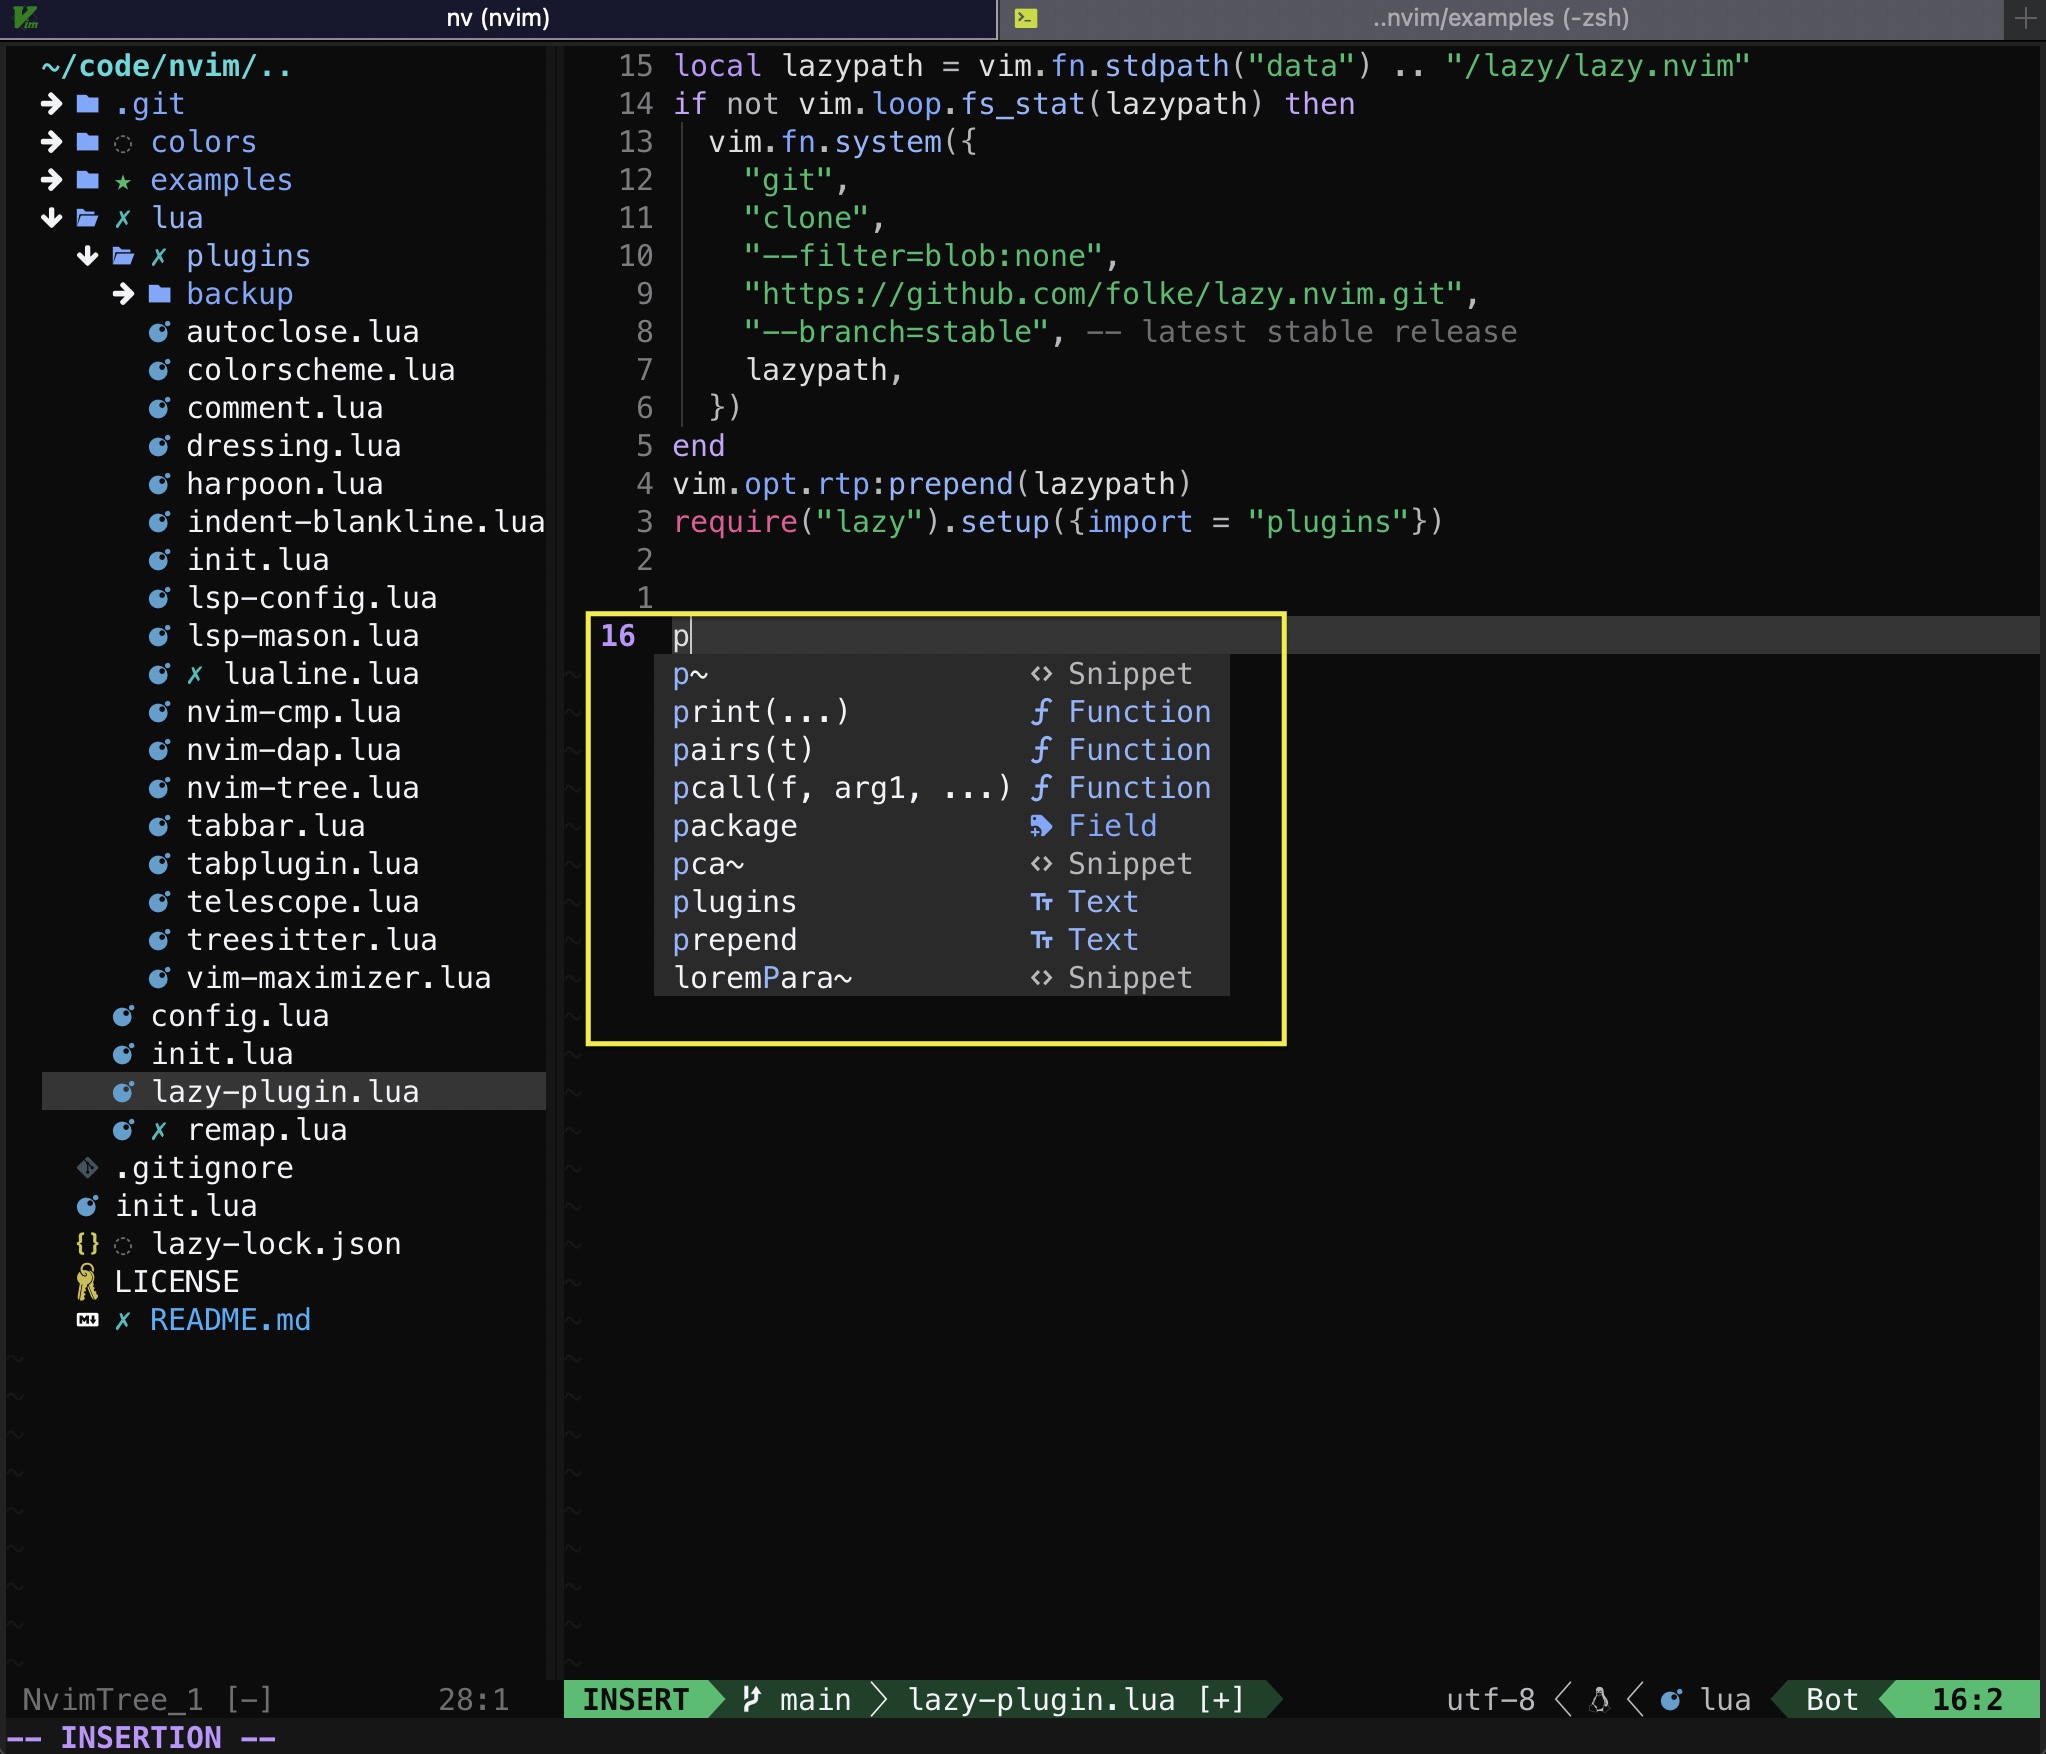 nv (nvim)
..nvim/examples (-zsh)
~/code/nvim/..
.git
colors
examples
lua
plugins
backup
autoclose.lua
colorscheme.lua
comment.lua
dressing.lua
harpoon.lua
indent-blankline.lua
init.lua
lsp-config.lua
lsp-mason.lua
✗ lualine.lua
nvim-cmp.lua
nvim-dap.lua
nvim-tree.lua
tabbar.lua
tabplugin.lua
telescope.lua
treesitter.lua
vim-maximizer.lua
config.lua
init.lua
lazy-plugin.lua
✗ remap.lua
.gitignore
init.lua
{} lazy-lock.json
LICENSE
✗ README.md
NvimTree_1 [-] 28:1
15 local lazypath = vim.fn.stdpath("data") .. "/lazy/lazy.nvim"
14 if not vim.loop.fs_stat(lazypath) then
13 vim.fn.system({
12 "git",
11 "clone",
10 "--filter=blob:none",
9 "https://github.com/folke/lazy.nvim.git",
8 "--branch=stable", -- latest stable release
7 lazypath,
6 })
5 end
4 vim.opt.rtp:prepend(lazypath)
3 require("lazy").setup({import = "plugins"})
2
1
16 p
p~ <> Snippet
print(...) ƒ Function
pairs(t) ƒ Function
pcall(f, arg1, ...) ƒ Function
package Field
pca~ <> Snippet
plugins Tт Text
prepend Tт Text
loremPara~ <> Snippet
INSERT main lazy-plugin.lua [+] utf-8 lua Bot 16:2
-- INSERTION --